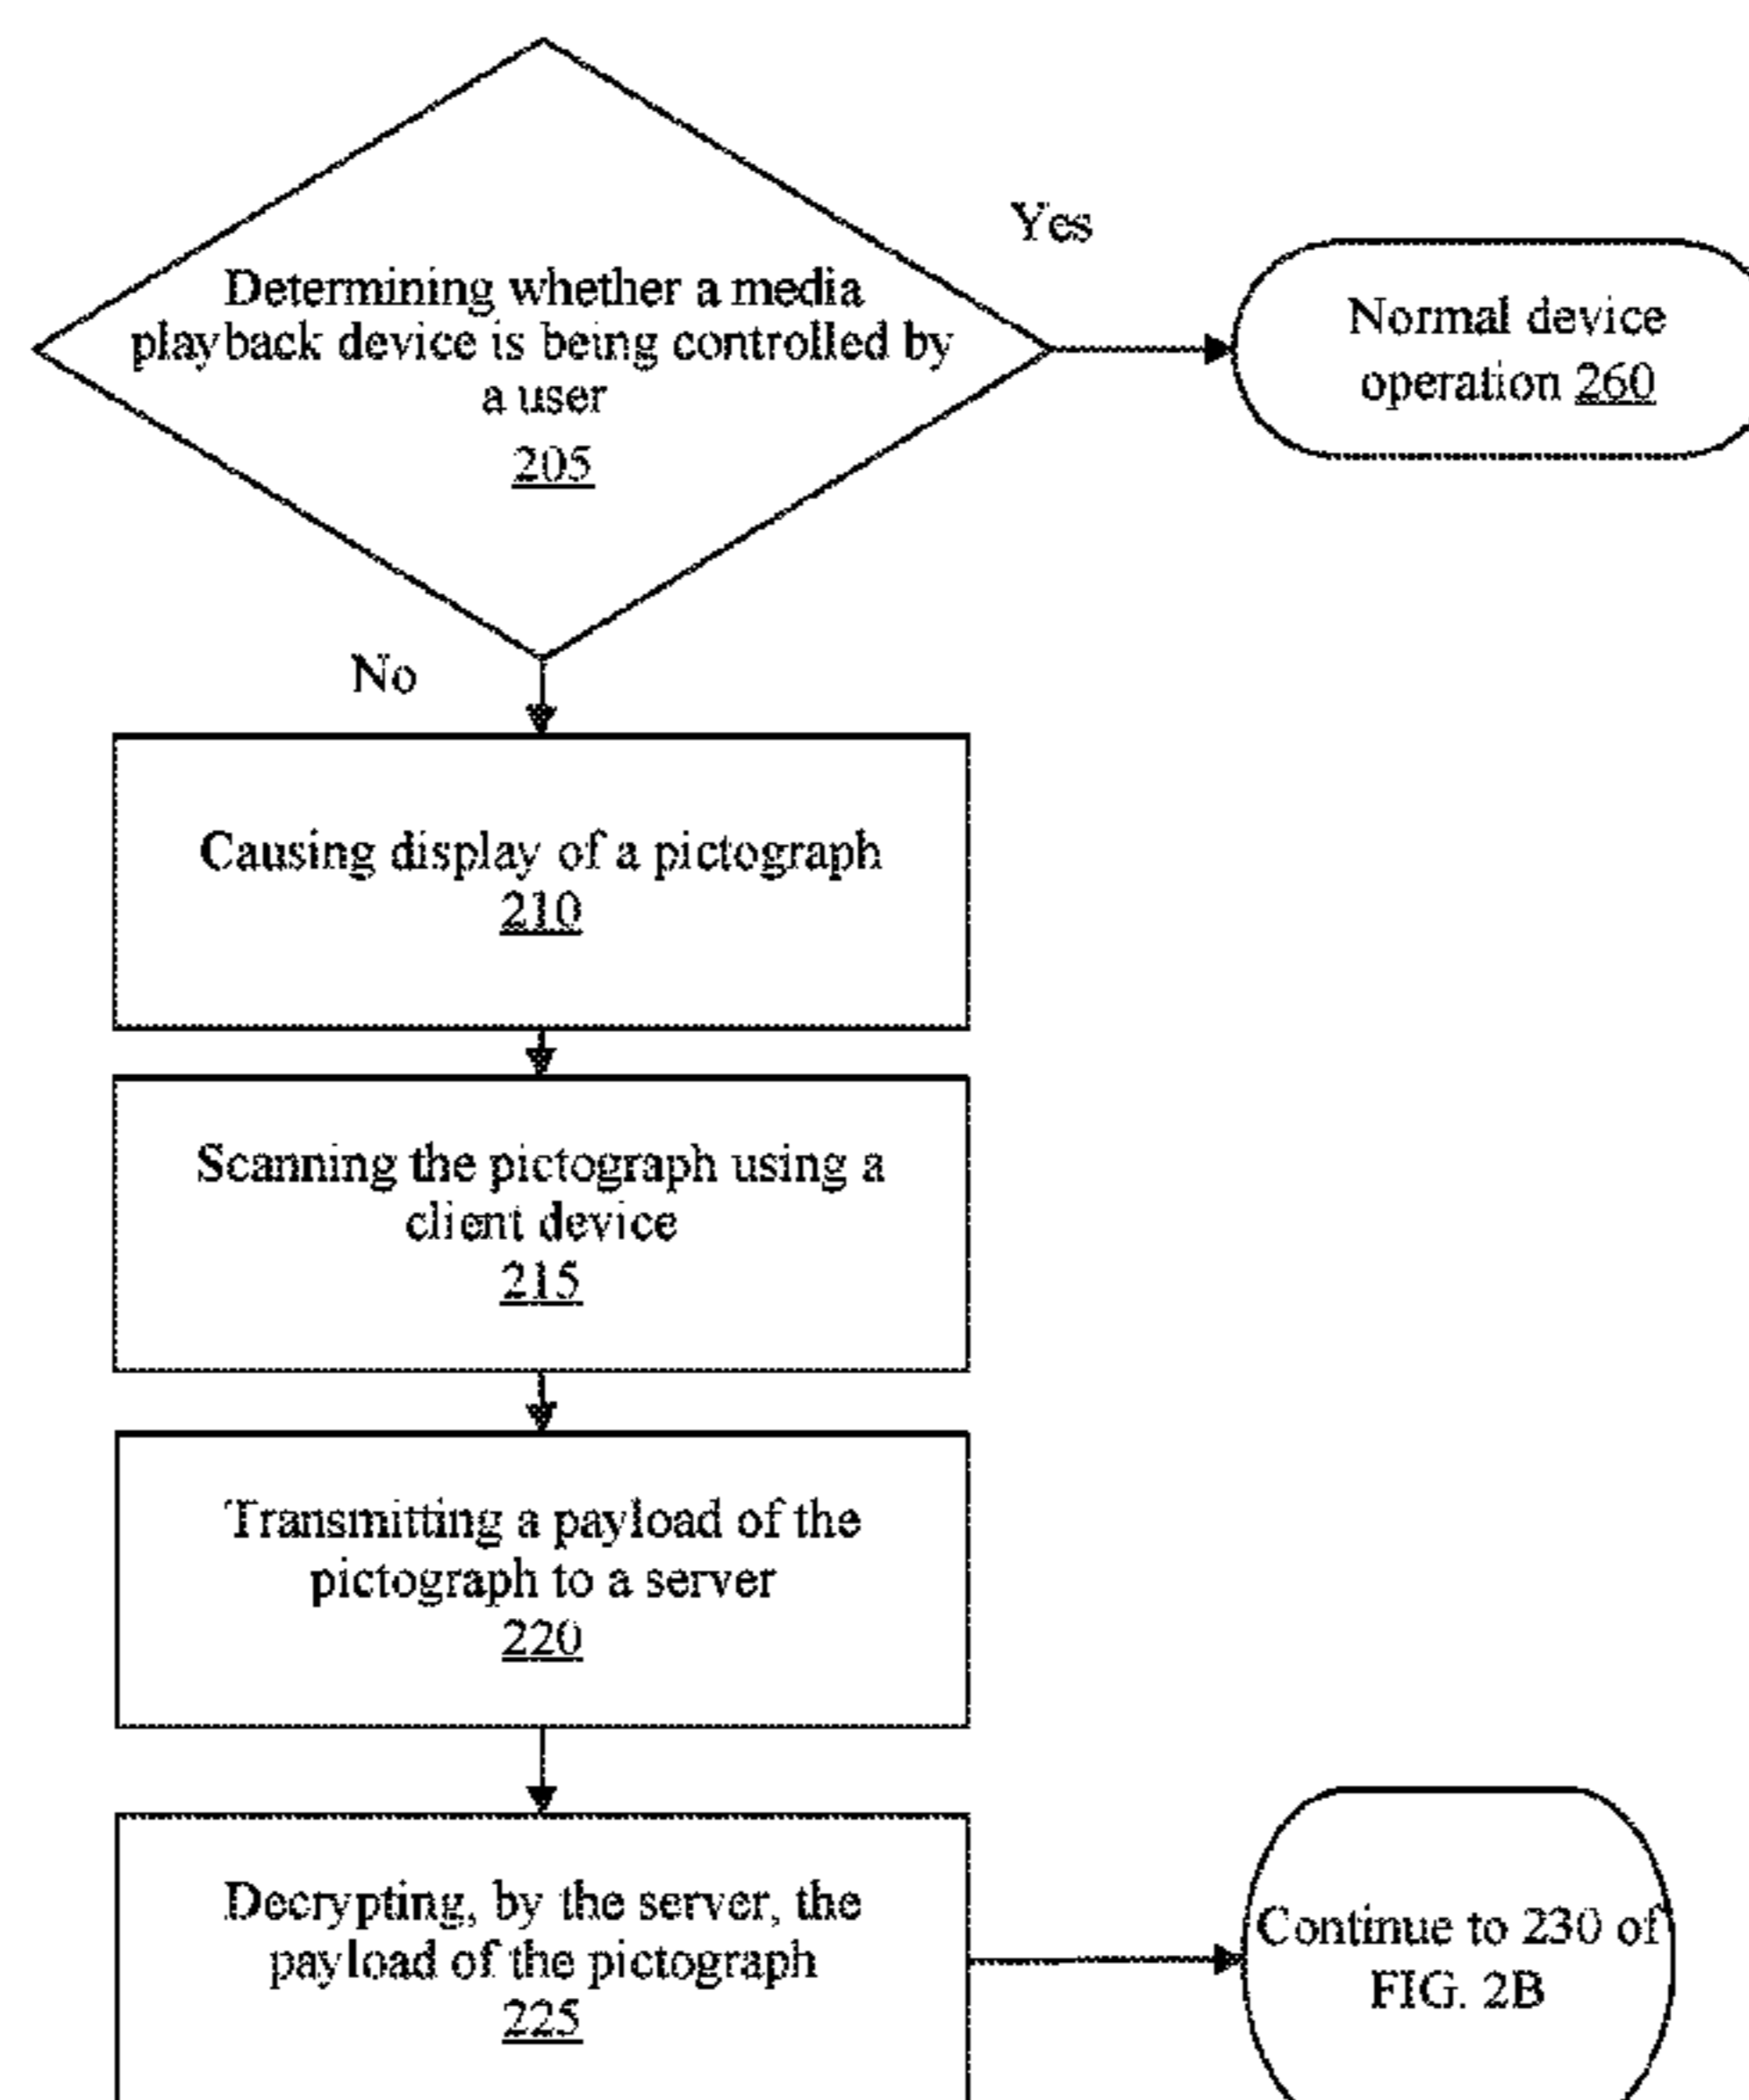 Yes
Determining whether a media
playback device is being controlled by
a user
205
Normal device
operation 260
No
Causing display of a pictograph
210
Scanning the pictograph using a
client device
215
Transmitting a payload of the
pictograph to a server
220
Decrypting, by the server, the
payload of the pictograph
225
Continue to 230 of
FIG. 2B